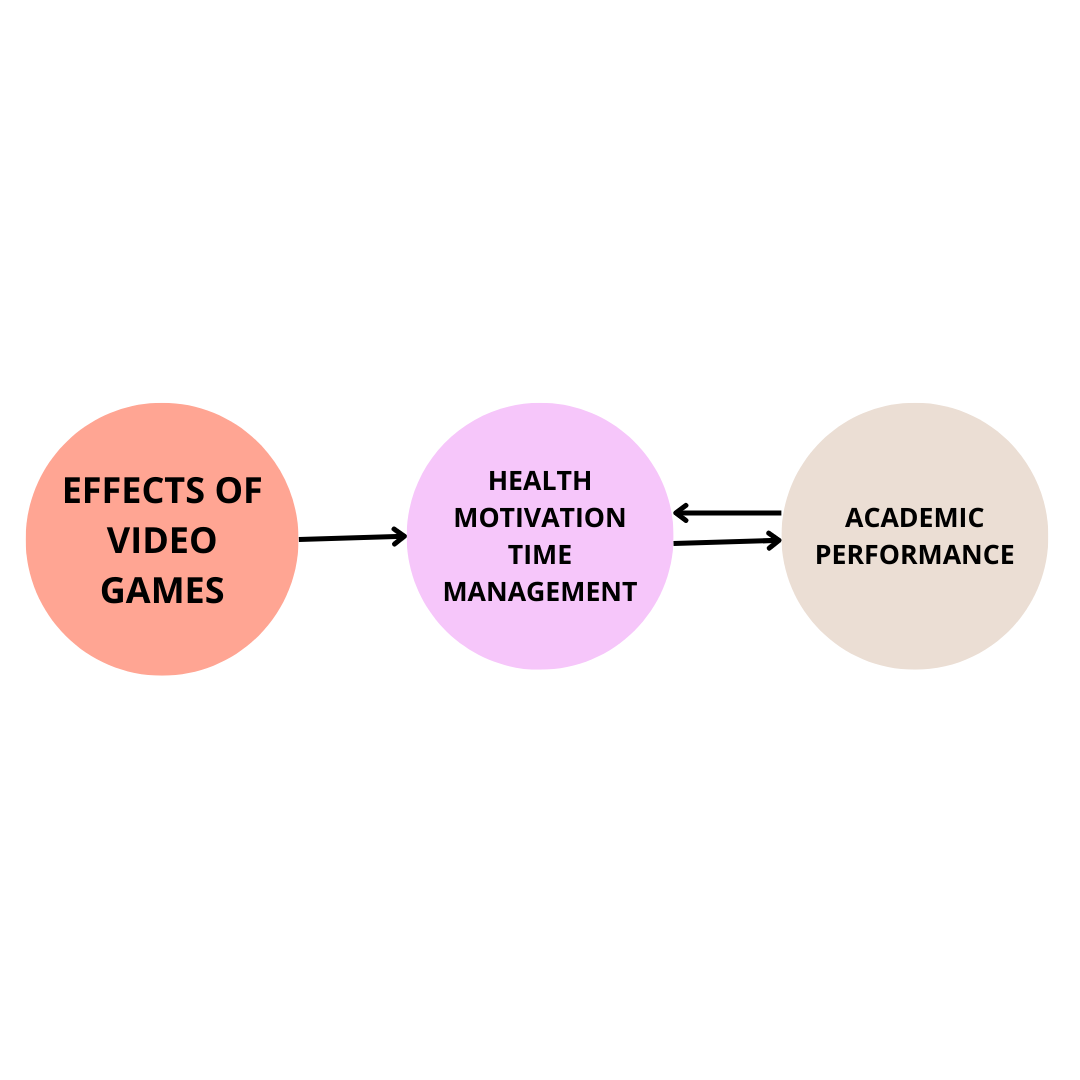 EFFECTS OF
VIDEO
GAMES
HEALTH
MOTIVATION
TIME
MANAGEMENT
ACADEMIC
PERFORMANCE